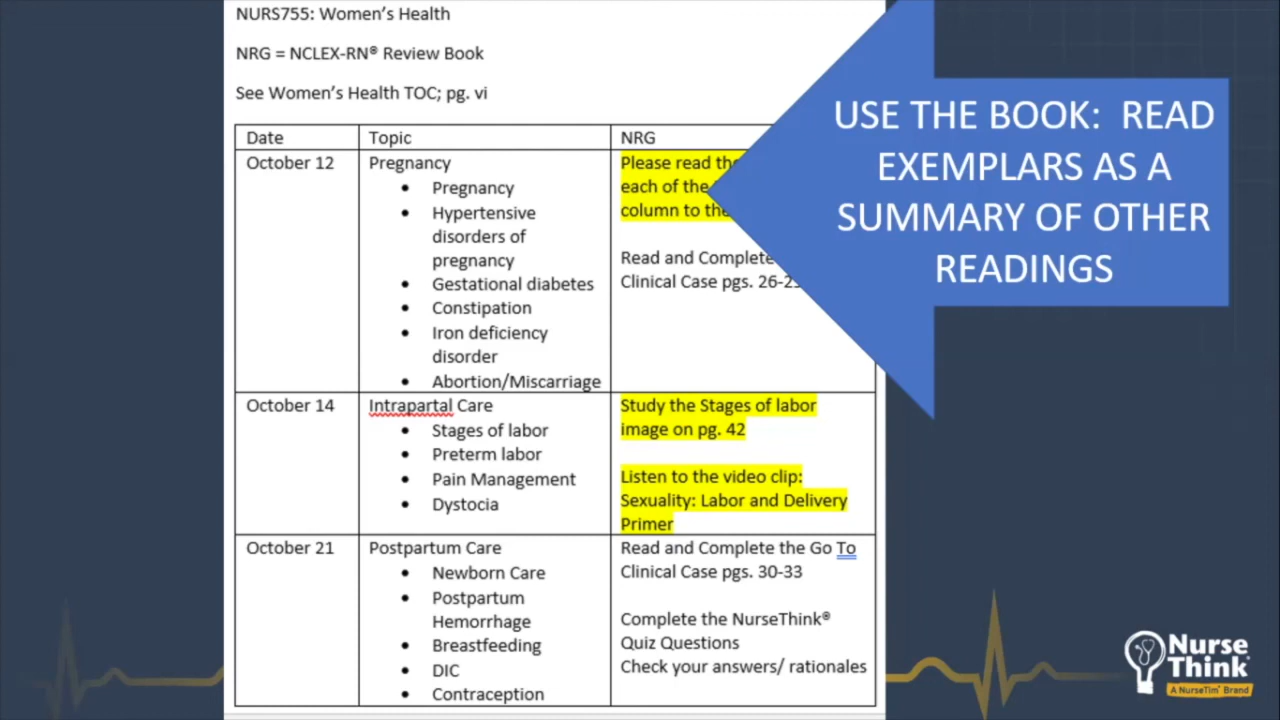 NURS755: Women's Health
NRG = NCLEX-RN® Review Book
See Women's Health TOC; pg. vi
Date
Topic
NRG
October 12
Pregnancy
• Pregnancy
• Hypertensive
disorders of
pregnancy
• Gestational diabetes
• Constipation
• Iron deficiency
disorder
• Abortion/Miscarriage
Please read
each of the
column to
Read and Complete
Clinical Case pgs.
October 14
Intrapartal Care
• Stages of labor
• Preterm labor
• Pain Management
• Dystocia
Study the Stages of labor
image on pg. 42
Listen to the video clip:
Sexuality: Labor and Delivery
Primer
October 21
Postpartum Care
• Newborn Care
• Postpartum
Hemorrhage
• Breastfeeding
• DIC
• Contraception
Read and Complete the Go To
Clinical Case pgs. 30-33
Complete the NurseThink®
Quiz Questions
Check your answers/ rationales
USE THE BOOK: READ
EXEMPLARS AS A
SUMMARY OF OTHER
READINGS
Nurse
Think®
A NurseTim® Brand